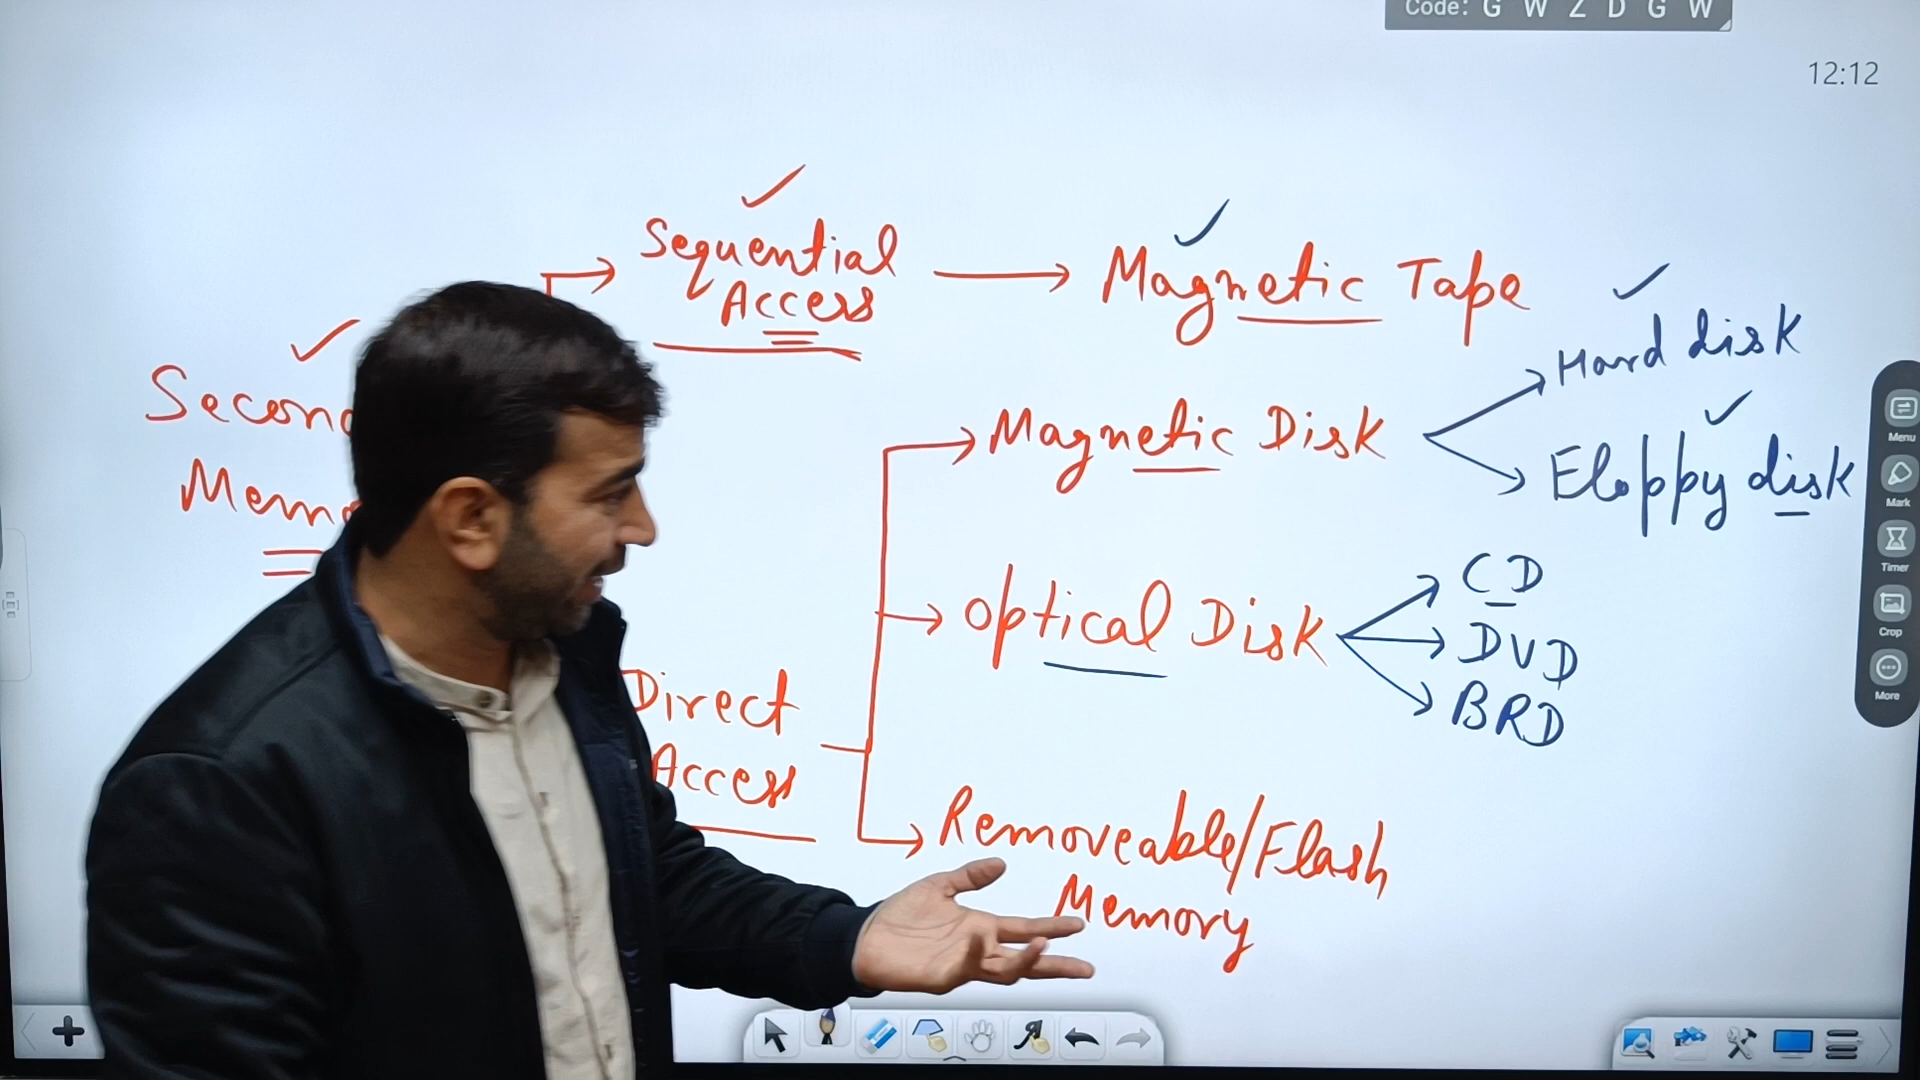 Code: G W Z D G W
12:12
Sequential
Access
Magnetic Tape
Hard disk
Magnetic Disk
Floppy disk
CD
Optical Disk
DVD
BRD
Direct
Access
Removeable/Flash
Memory
Menu
Mark
Timer
Crop
More